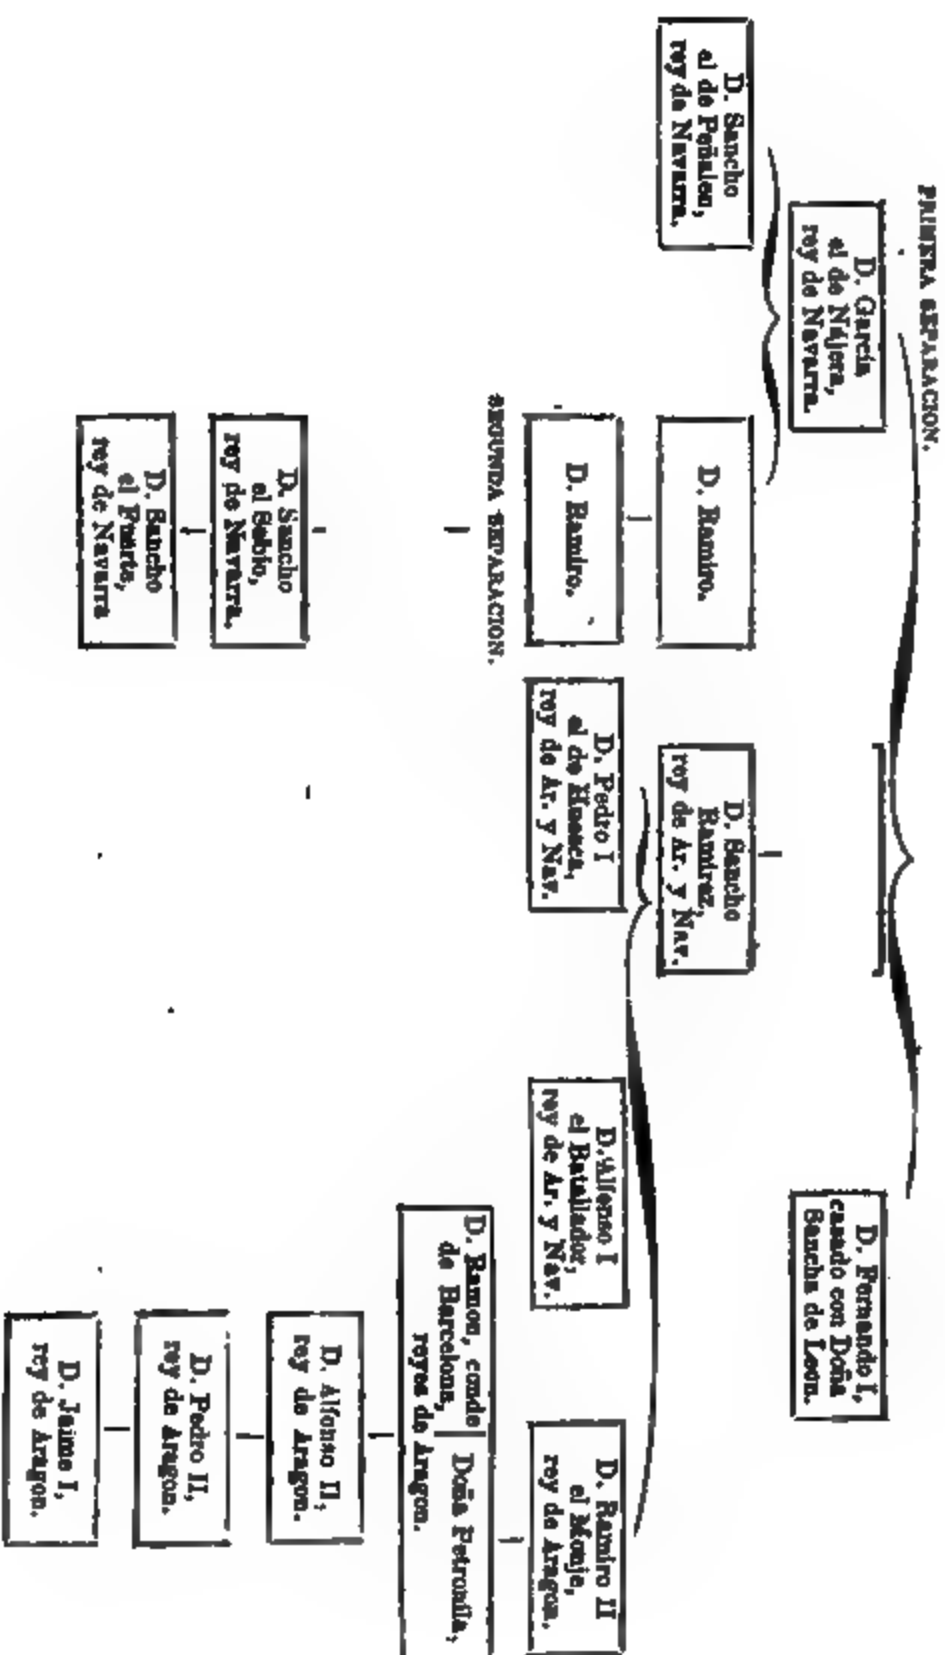 PRIMERA SEPARACION.
D. García
el de Nájera,
rey de Navarra.
D. Fernando I,
casado con Doña
Sancha de Leon.
D. Sancho
el de Peñalen,
rey de Navarra.
D. Ramiro.
D. Sancho
Ramirez,
rey de Ar. y Nav.
D. Ramiro.
D. Pedro I
el de Huesca,
rey de Ar. y Nav.
D. Alfonso I
el Batallador,
rey de Ar. y Nav.
D. Ramiro II
el Monje,
rey de Aragon.
SEGUNDA SEPARACION.
D. Ramon, conde
de Barcelona,
Doña Petronila,
reyes de Aragon.
D. Sancho
el Sabio,
rey de Navarra.
D. Alfonso II,
rey de Aragon.
D. Sancho
el Fuerte,
rey de Navarra
D. Pedro II,
rey de Aragon.
D. Jaime I,
rey de Aragon.